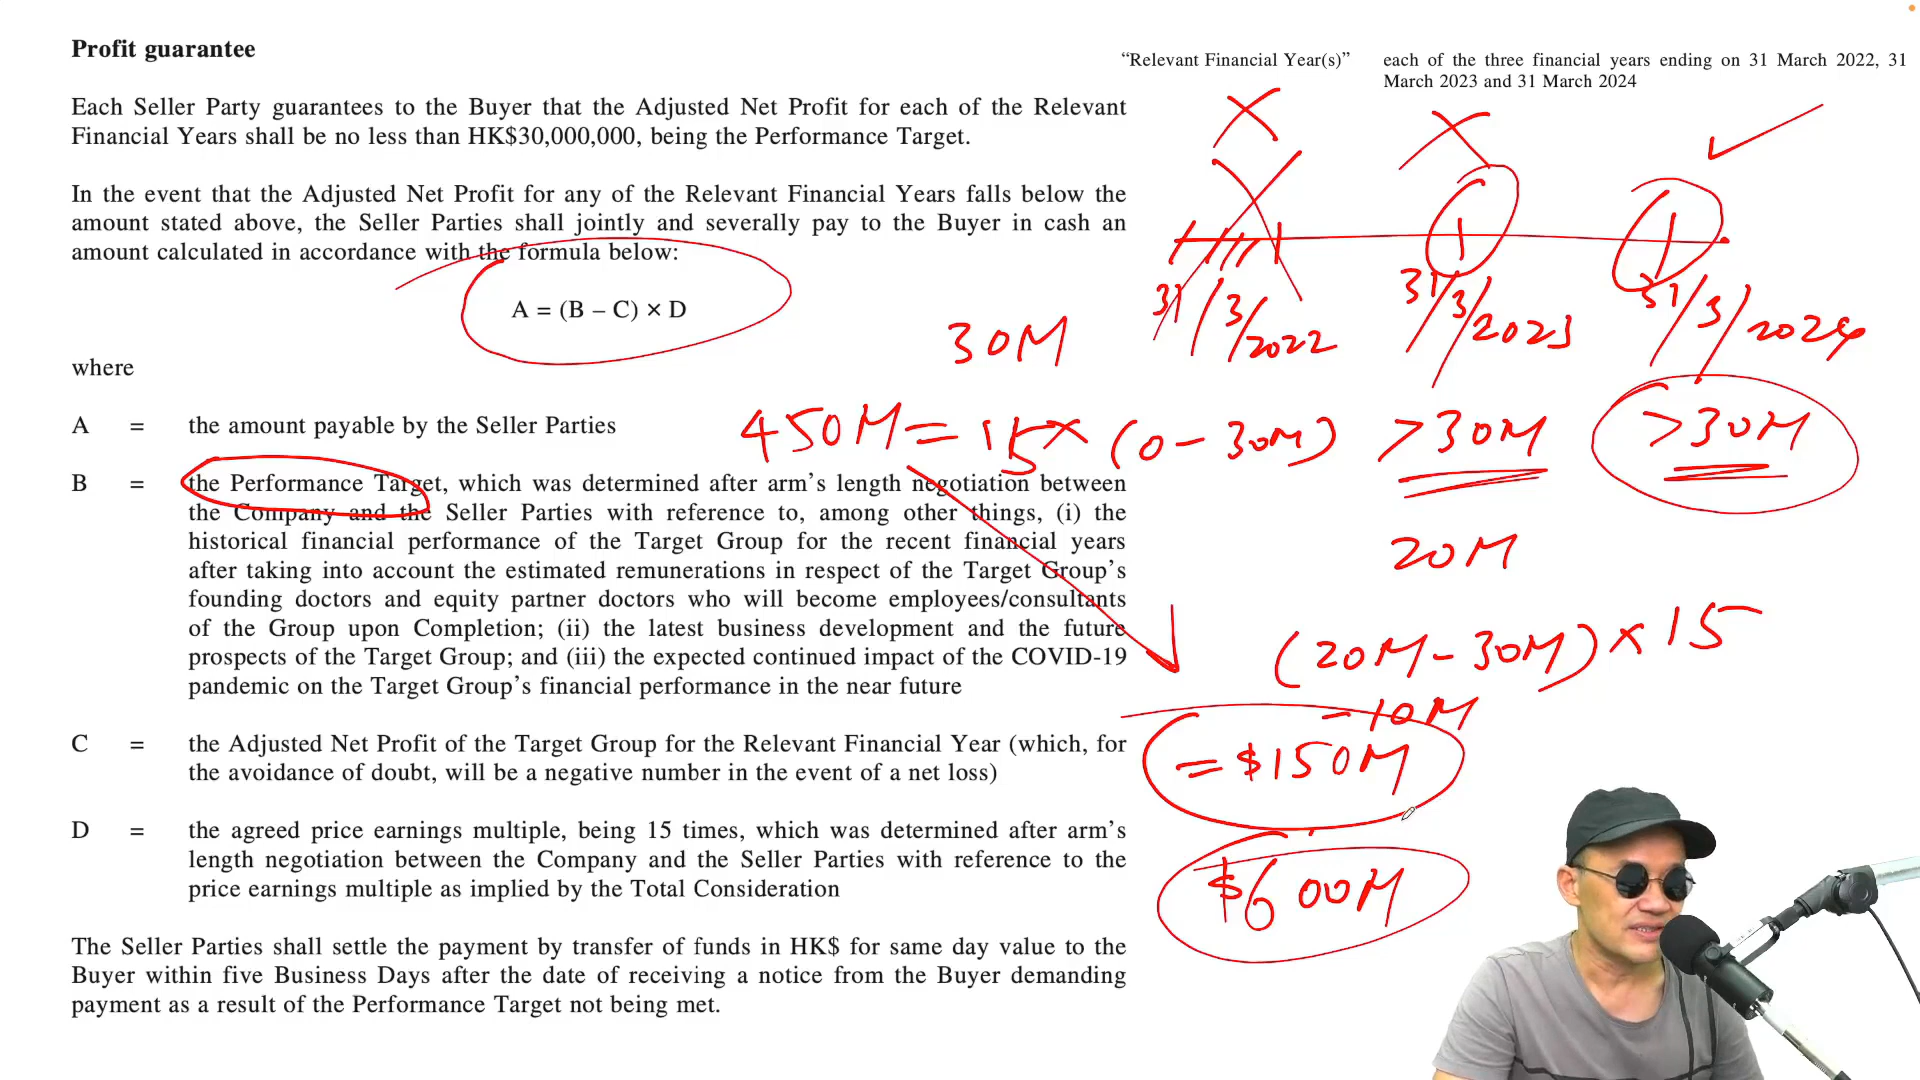 Profit guarantee
Each Seller Party guarantees to the Buyer that the Adjusted Net Profit for each of the Relevant
Financial Years shall be no less than HK$30,000,000, being the Performance Target.
In the event that the Adjusted Net Profit for any of the Relevant Financial Years falls below the
amount stated above, the Seller Parties shall jointly and severally pay to the Buyer in cash an
amount calculated in accordance with the formula below:
A = (B – C) × D
where
A = the amount payable by the Seller Parties
B = the Performance Target, which was determined after arm’s length negotiation between
the Company and the Seller Parties with reference to, among other things, (i) the
historical financial performance of the Target Group for the recent financial years
after taking into account the estimated remunerations in respect of the Target Group’s
founding doctors and equity partner doctors who will become employees/consultants
of the Group upon Completion; (ii) the latest business development and the future
prospects of the Target Group; and (iii) the expected continued impact of the COVID-19
pandemic on the Target Group’s financial performance in the near future
C = the Adjusted Net Profit of the Target Group for the Relevant Financial Year (which, for
the avoidance of doubt, will be a negative number in the event of a net loss)
D = the agreed price earnings multiple, being 15 times, which was determined after arm’s
length negotiation between the Company and the Seller Parties with reference to the
price earnings multiple as implied by the Total Consideration
The Seller Parties shall settle the payment by transfer of funds in HK$ for same day value to the
Buyer within five Business Days after the date of receiving a notice from the Buyer demanding
payment as a result of the Performance Target not being met.
“Relevant Financial Year(s)” each of the three financial years ending on 31 March 2022, 31
March 2023 and 31 March 2024
31/3/2022 31/3/2023 31/3/2024
30M
450M = 15 × (0 - 30M) >30M >30M
20M
(20M - 30M) × 15
-10M
= $150M
$600M